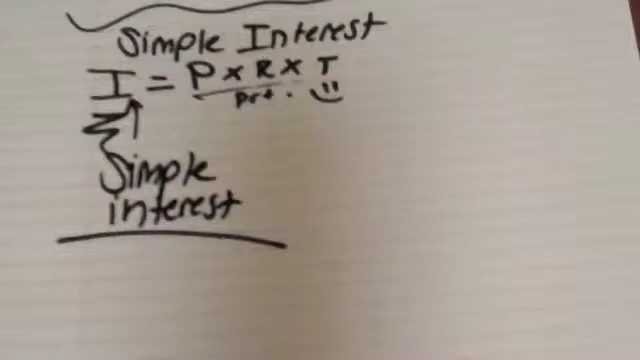 Simple Interest
I = P x R x T
Prt.
Simple
interest